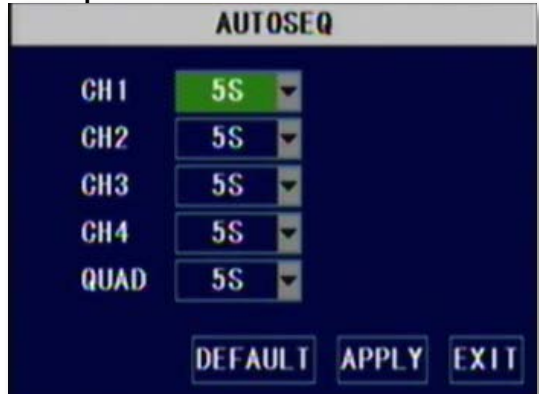 AUTOSEQ
CH1 5S
CH2 5S
CH3 5S
CH4 5S
QUAD 5S
DEFAULT APPLY EXIT